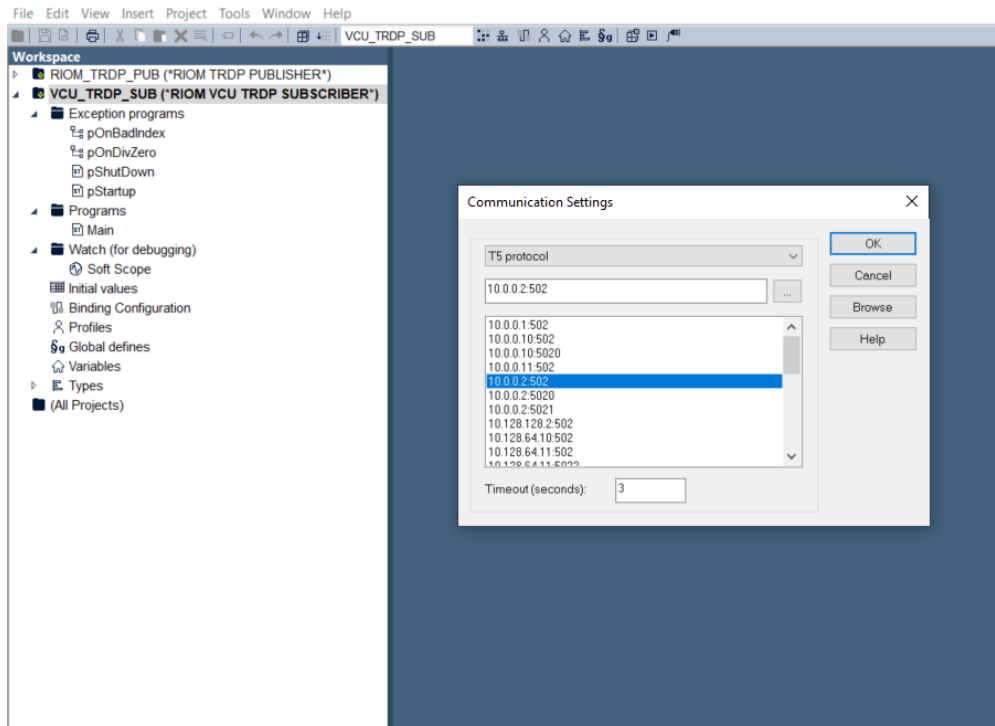 File Edit View Insert Project Tools Window Help
VCU_TRDP_SUB
Workspace
RIOM_TRDP_PUB (*RIOM TRDP PUBLISHER*)
VCU_TRDP_SUB (*RIOM VCU TRDP SUBSCRIBER*)
Exception programs
pOnBadIndex
pOnDivZero
pShutDown
pStartup
Programs
Main
Watch (for debugging)
Soft Scope
Initial values
Binding Configuration
Profiles
Global defines
Variables
Types
(All Projects)
Communication Settings
T5 protocol
10.0.0.2:502
...
10.0.0.1:502
10.0.0.10:502
10.0.0.10:5020
10.0.0.11:502
10.0.0.2:502
10.0.0.2:5020
10.0.0.2:5021
10.128.128.2:502
10.128.64.10:502
10.128.64.11:502
Timeout (seconds): 3
OK
Cancel
Browse
Help